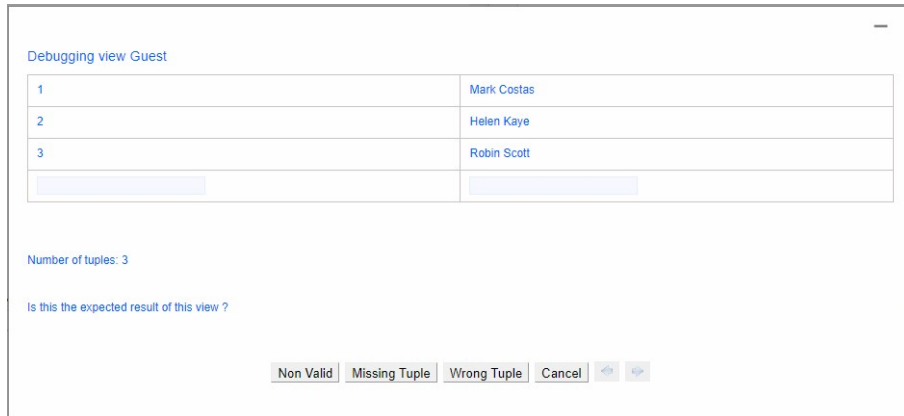 Debugging view Guest
1 Mark Costas
2 Helen Kaye
3 Robin Scott
Number of tuples: 3
Is this the expected result of this view ?
Non Valid Missing Tuple Wrong Tuple Cancel